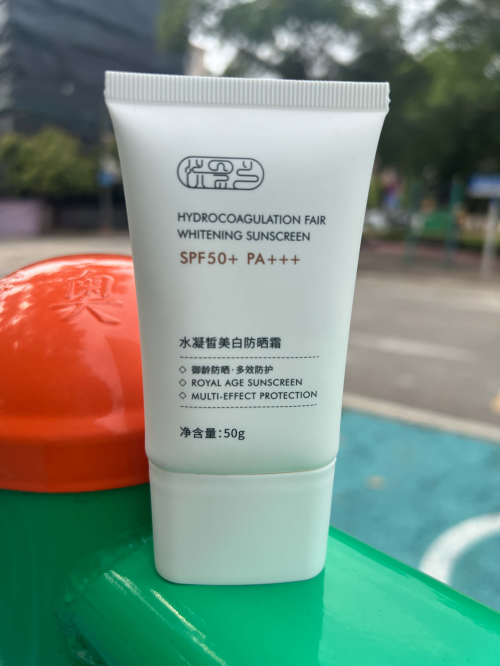 HYDROCOAGULATION FAIR
WHITENING SUNSCREEN
SPF50+ PA+++
水凝皙美白防晒霜
◇ 御龄防晒·多效防护
◇ ROYAL AGE SUNSCREEN
◇ MULTI-EFFECT PROTECTION
净含量:50g
奥